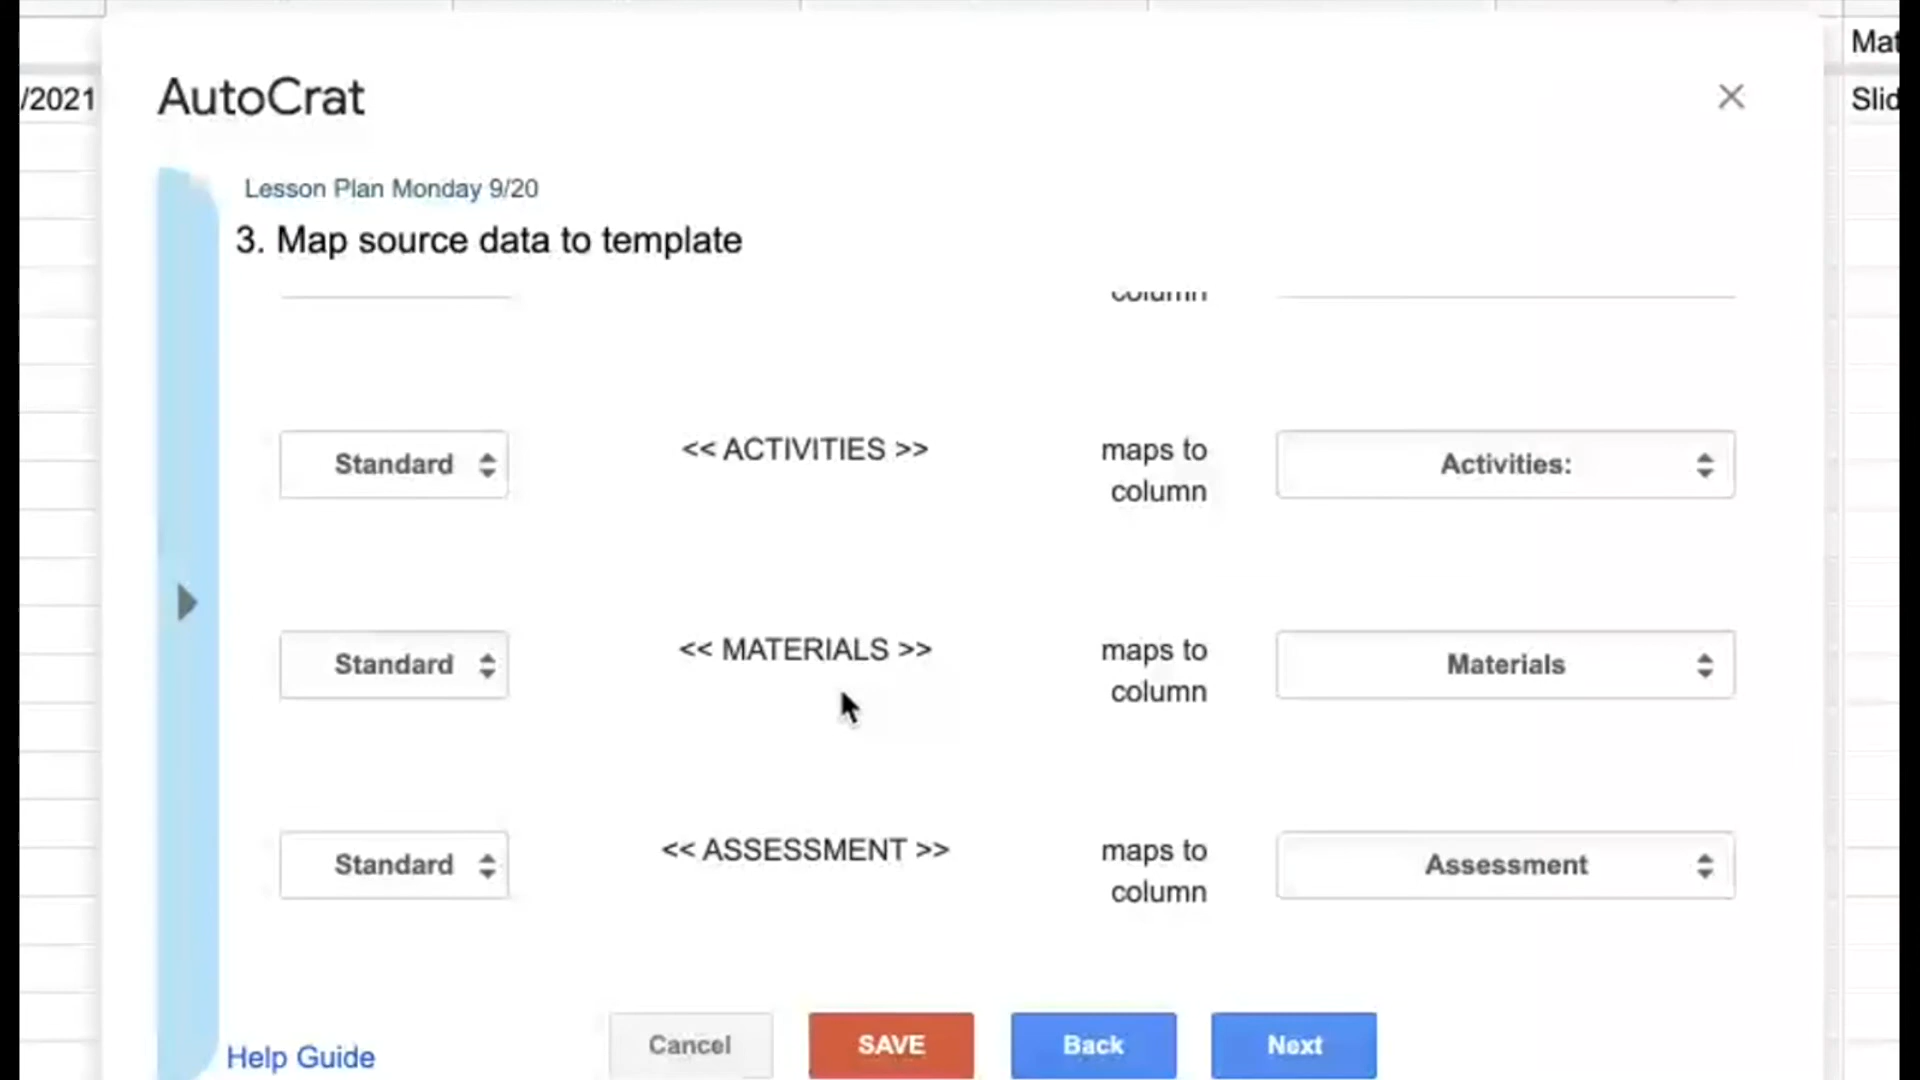 Mat
/2021
Slid
AutoCrat
Lesson Plan Monday 9/20
3. Map source data to template
column
Standard
<< ACTIVITIES >>
maps to
column
Activities:
Standard
<< MATERIALS >>
maps to
column
Materials
Standard
<< ASSESSMENT >>
maps to
column
Assessment
Help Guide
Cancel
SAVE
Back
Next